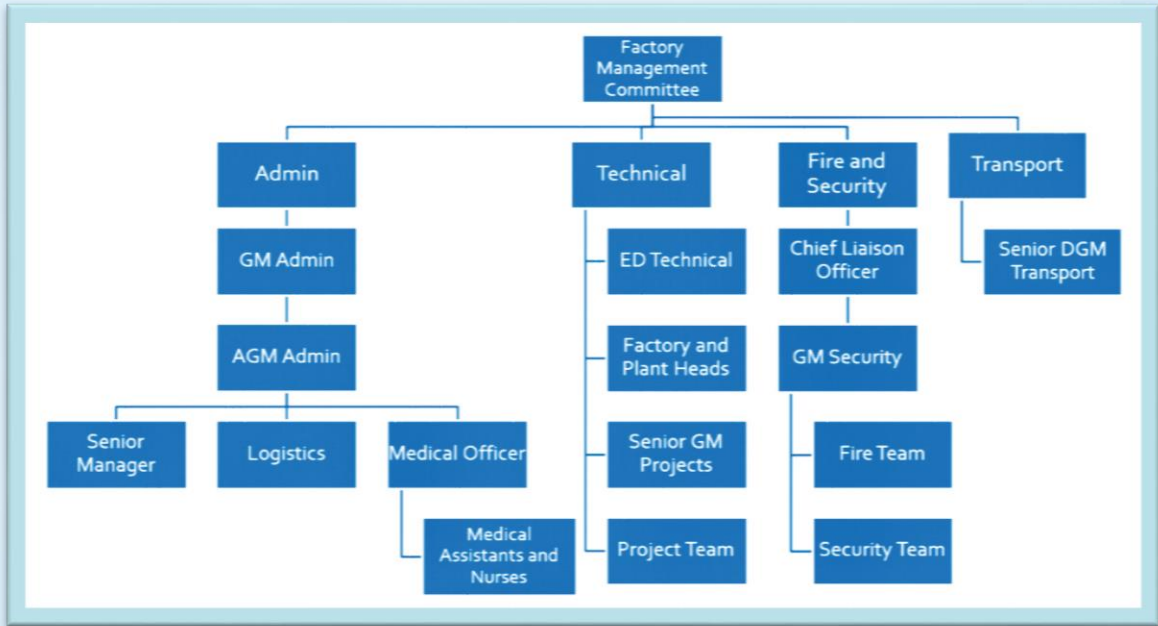 Factory
Management
Committee
Admin
Technical
Fire and
Security
Transport
GM Admin
ED Technical
Chief Liaison
Officer
Senior DGM
Transport
AGM Admin
Factory and
Plant Heads
GM Security
Senior
Manager
Logistics
Medical Officer
Senior GM
Projects
Fire Team
Medical
Assistants and
Nurses
Project Team
Security Team